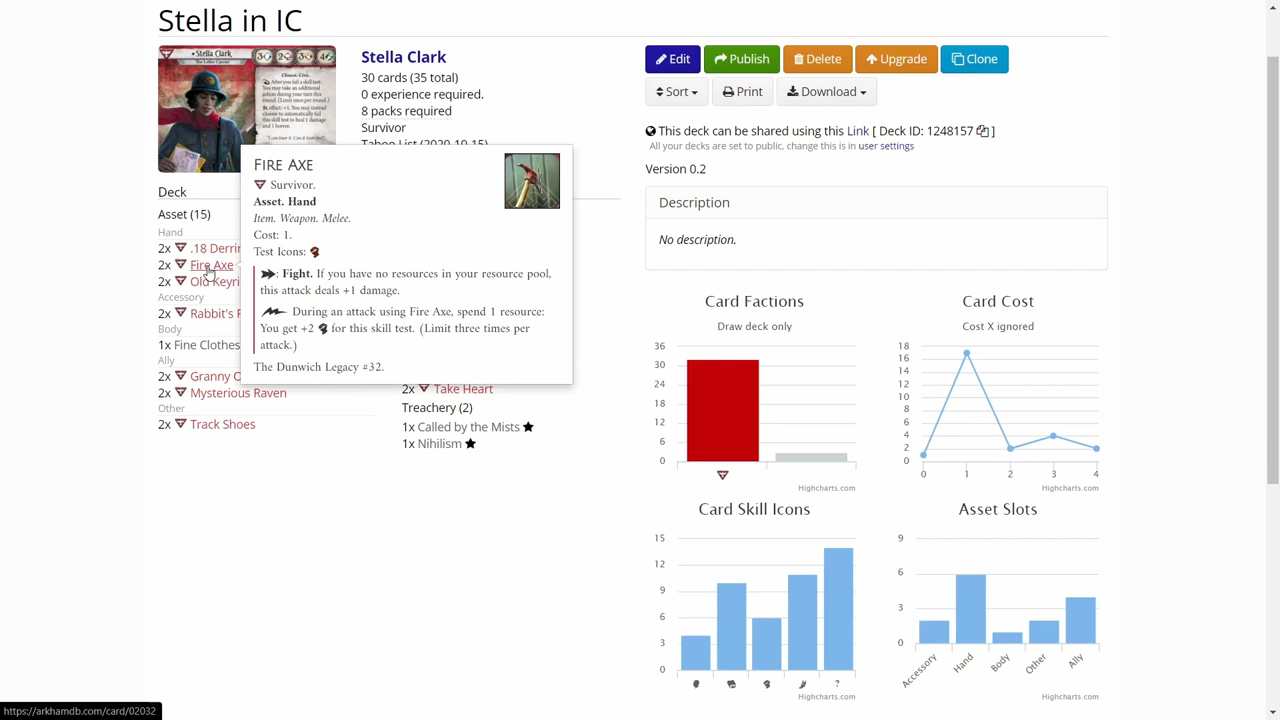 Stella in IC
Stella Clark
The Letter Carrier
Stella Clark
30 cards (35 total)
0 experience required.
8 packs required
Survivor
Taboo List (2020-10-15)
Edit
Publish
Delete
Upgrade
Clone
Sort
Print
Download
This deck can be shared using this Link [ Deck ID: 1248157 ]
All your decks are set to public, change this is in user settings
Version 0.2
Description
No description.
Deck
Asset (15)
Hand
2x .18 Derri
2x Fire Axe
2x Old Keyri
Accessory
2x Rabbit's F
Body
1x Fine Clothes
Ally
2x Granny O
2x Mysterious Raven
Other
2x Track Shoes
FIRE AXE
Survivor.
Asset. Hand
Item. Weapon. Melee.
Cost: 1.
Test Icons:
: Fight. If you have no resources in your resource pool,
this attack deals +1 damage.
During an attack using Fire Axe, spend 1 resource:
You get +2 for this skill test. (Limit three times per
attack.)
The Dunwich Legacy #32.
2x Take Heart
Treachery (2)
1x Called by the Mists
1x Nihilism
Card Factions
Draw deck only
36
30
24
18
12
6
0
Highcharts.com
Card Cost
Cost X ignored
18
16
14
12
10
8
6
4
2
0
0 1 2 3 4
Highcharts.com
Card Skill Icons
15
12
9
6
3
0
?
Highcharts.com
Asset Slots
9
6
3
0
Accessory
Hand
Body
Other
Ally
Highcharts.com
https://arkhamdb.com/card/02032